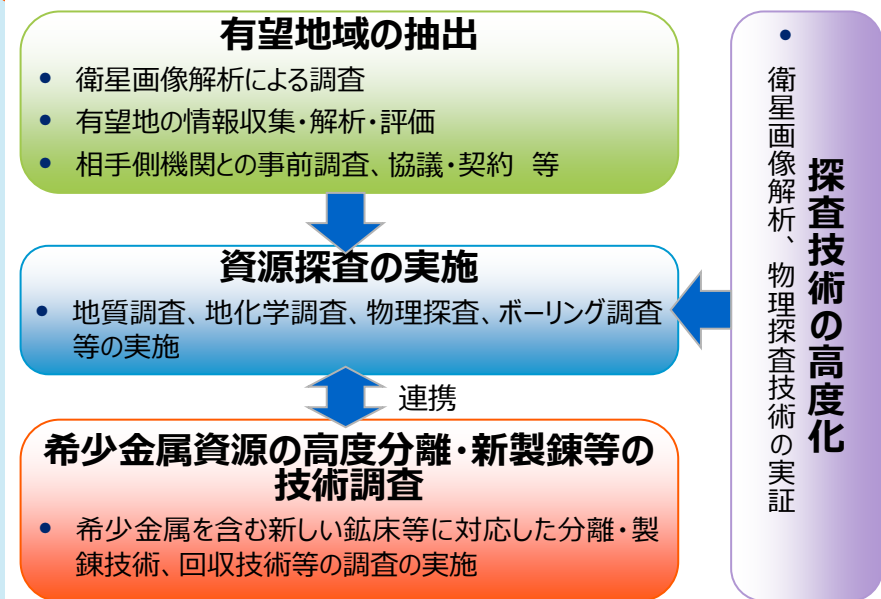 有望地域の抽出
• 衛星画像解析による調査
• 有望地の情報収集・解析・評価
• 相手側機関との事前調査、協議・契約 等
資源探査の実施
• 地質調査、地化学調査、物理探査、ボーリング調査
等の実施
連携
希少金属資源の高度分離・新製錬等の
技術調査
• 希少金属を含む新しい鉱床等に対応した分離・製
錬技術、回収技術等の調査の実施
探査技術の高度化
• 衛星画像解析、物理探査技術の実証